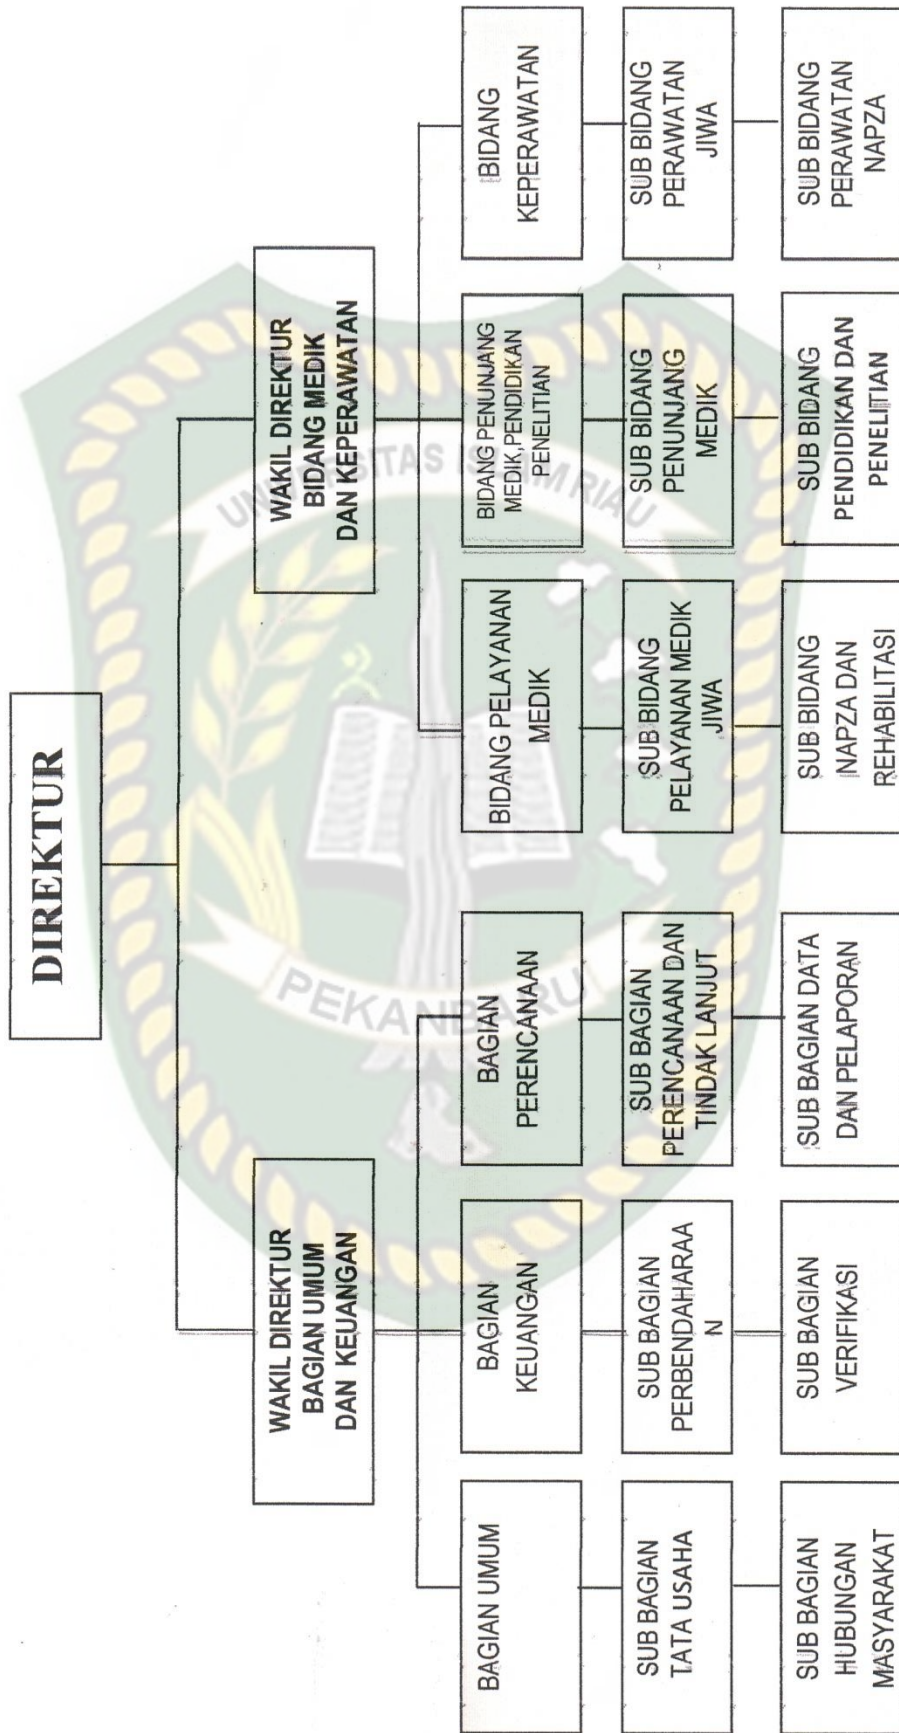 DIREKTUR
WAKIL DIREKTUR
BAGIAN UMUM
DAN KEUANGAN
WAKIL DIREKTUR
BIDANG MEDIK
DAN KEPERAWATAN
BAGIAN UMUM
BAGIAN
KEUANGAN
BAGIAN
PERENCANAAN
BIDANG PELAYANAN
MEDIK
BIDANG PENUNJANG
MEDIK,PENDIDIKAN
PENELITIAN
BIDANG
KEPERAWATAN
SUB BAGIAN
TATA USAHA
SUB BAGIAN
PERBENDAHARAA
N
SUB BAGIAN
PERENCANAAN DAN
TINDAK LANJUT
SUB BIDANG
PELAYANAN MEDIK
JIWA
SUB BIDANG
PENUNJANG
MEDIK
SUB BIDANG
PERAWATAN
JIWA
SUB BAGIAN
HUBUNGAN
MASYARAKAT
SUB BAGIAN
VERIFIKASI
SUB BAGIAN DATA
DAN PELAPORAN
SUB BIDANG
NAPZA DAN
REHABILITASI
SUB BIDANG
PENDIDIKAN DAN
PENELITIAN
SUB BIDANG
PERAWATAN
NAPZA
UNIVERSITAS ISLAM RIAU
PEKANBARU